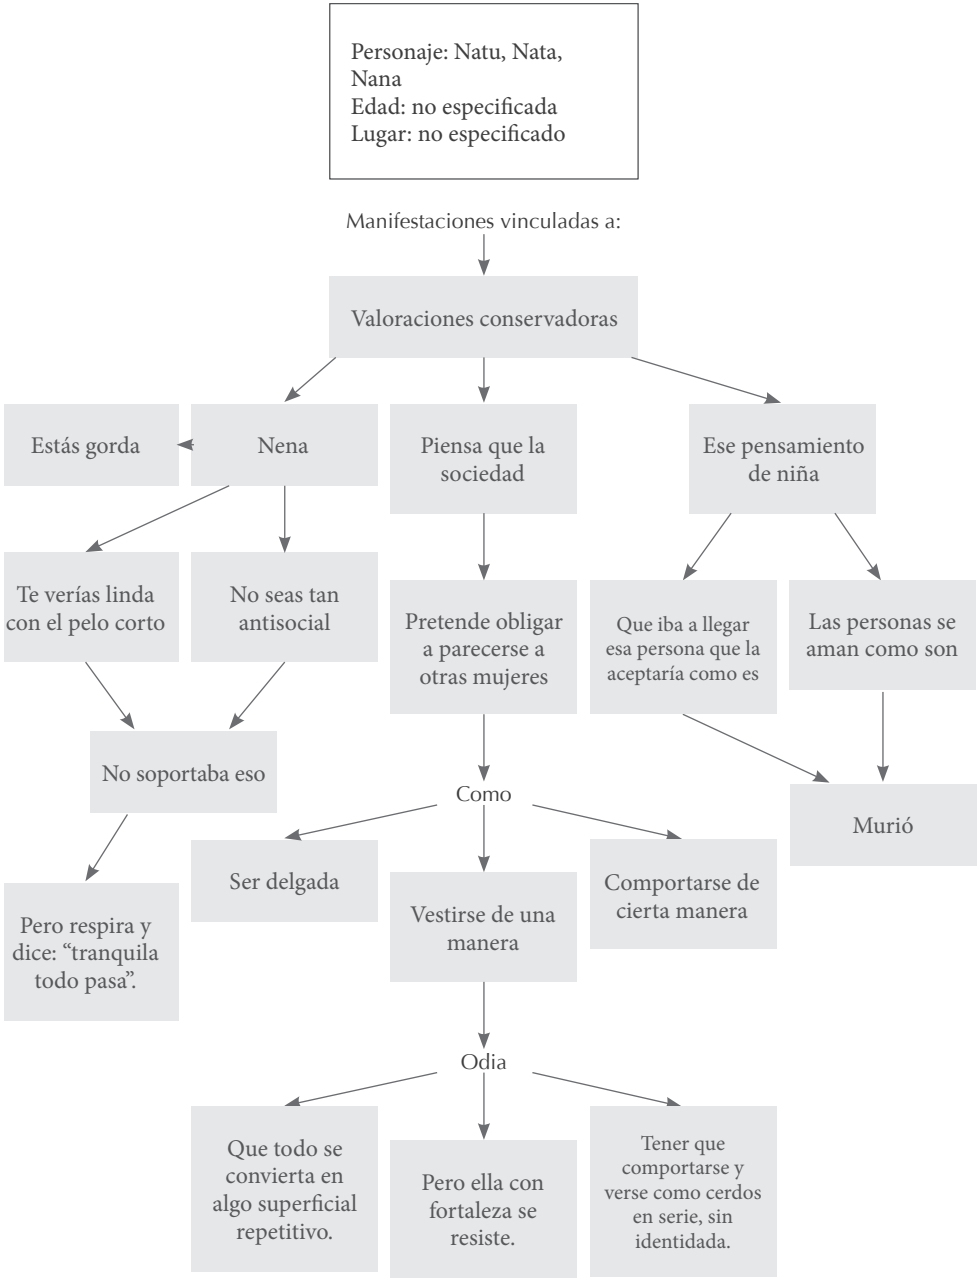 Personaje: Natu, Nata,
Nana
Edad: no especificada
Lugar: no especificado
Manifestaciones vinculadas a:
Valoraciones conservadoras
Estás gorda
Nena
Piensa que la
sociedad
Ese pensamiento
de niña
Te verías linda
con el pelo corto
No seas tan
antisocial
Pretende obligar
a parecerse a
otras mujeres
Que iba a llegar
esa persona que la
aceptaría como es
Las personas se
aman como son
No soportaba eso
Como
Murió
Ser delgada
Vestirse de una
manera
Comportarse de
cierta manera
Pero respira y
dice: “tranquila
todo pasa”.
Odia
Que todo se
convierta en
algo superficial
repetitivo.
Pero ella con
fortaleza se
resiste.
Tener que
comportarse y
verse como cerdos
en serie, sin
identidada.